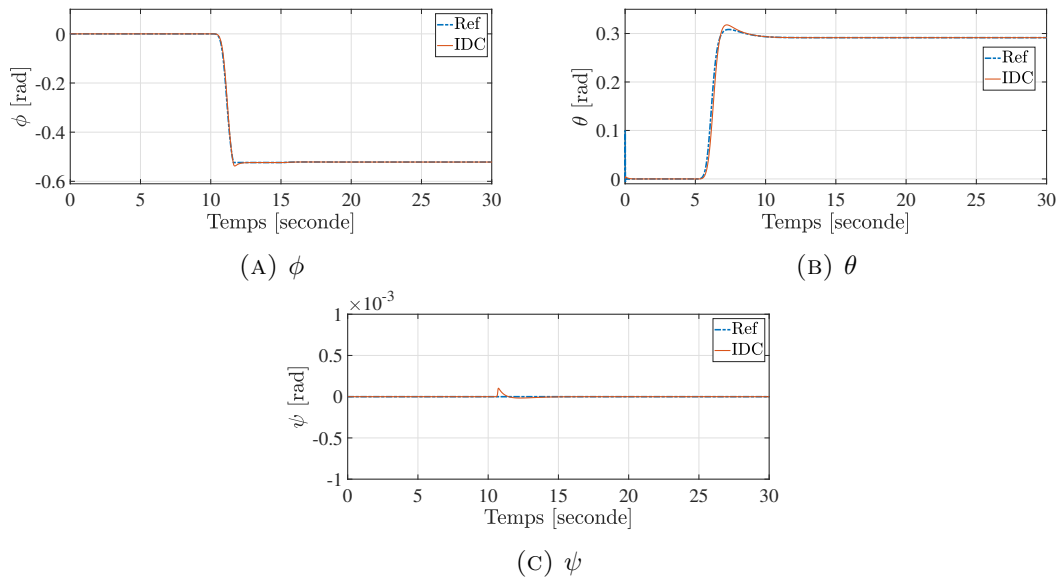 Ref
IDC
0
-0.2
-0.4
-0.6
ϕ [rad]
0 5 10 15 20 25 30
Temps [seconde]
(A) ϕ
Ref
IDC
0.3
0.2
0.1
0
θ [rad]
0 5 10 15 20 25 30
Temps [seconde]
(B) θ
×10-3
Ref
IDC
1
0.5
0
-0.5
-1
ψ [rad]
0 5 10 15 20 25 30
Temps [seconde]
(C) ψ